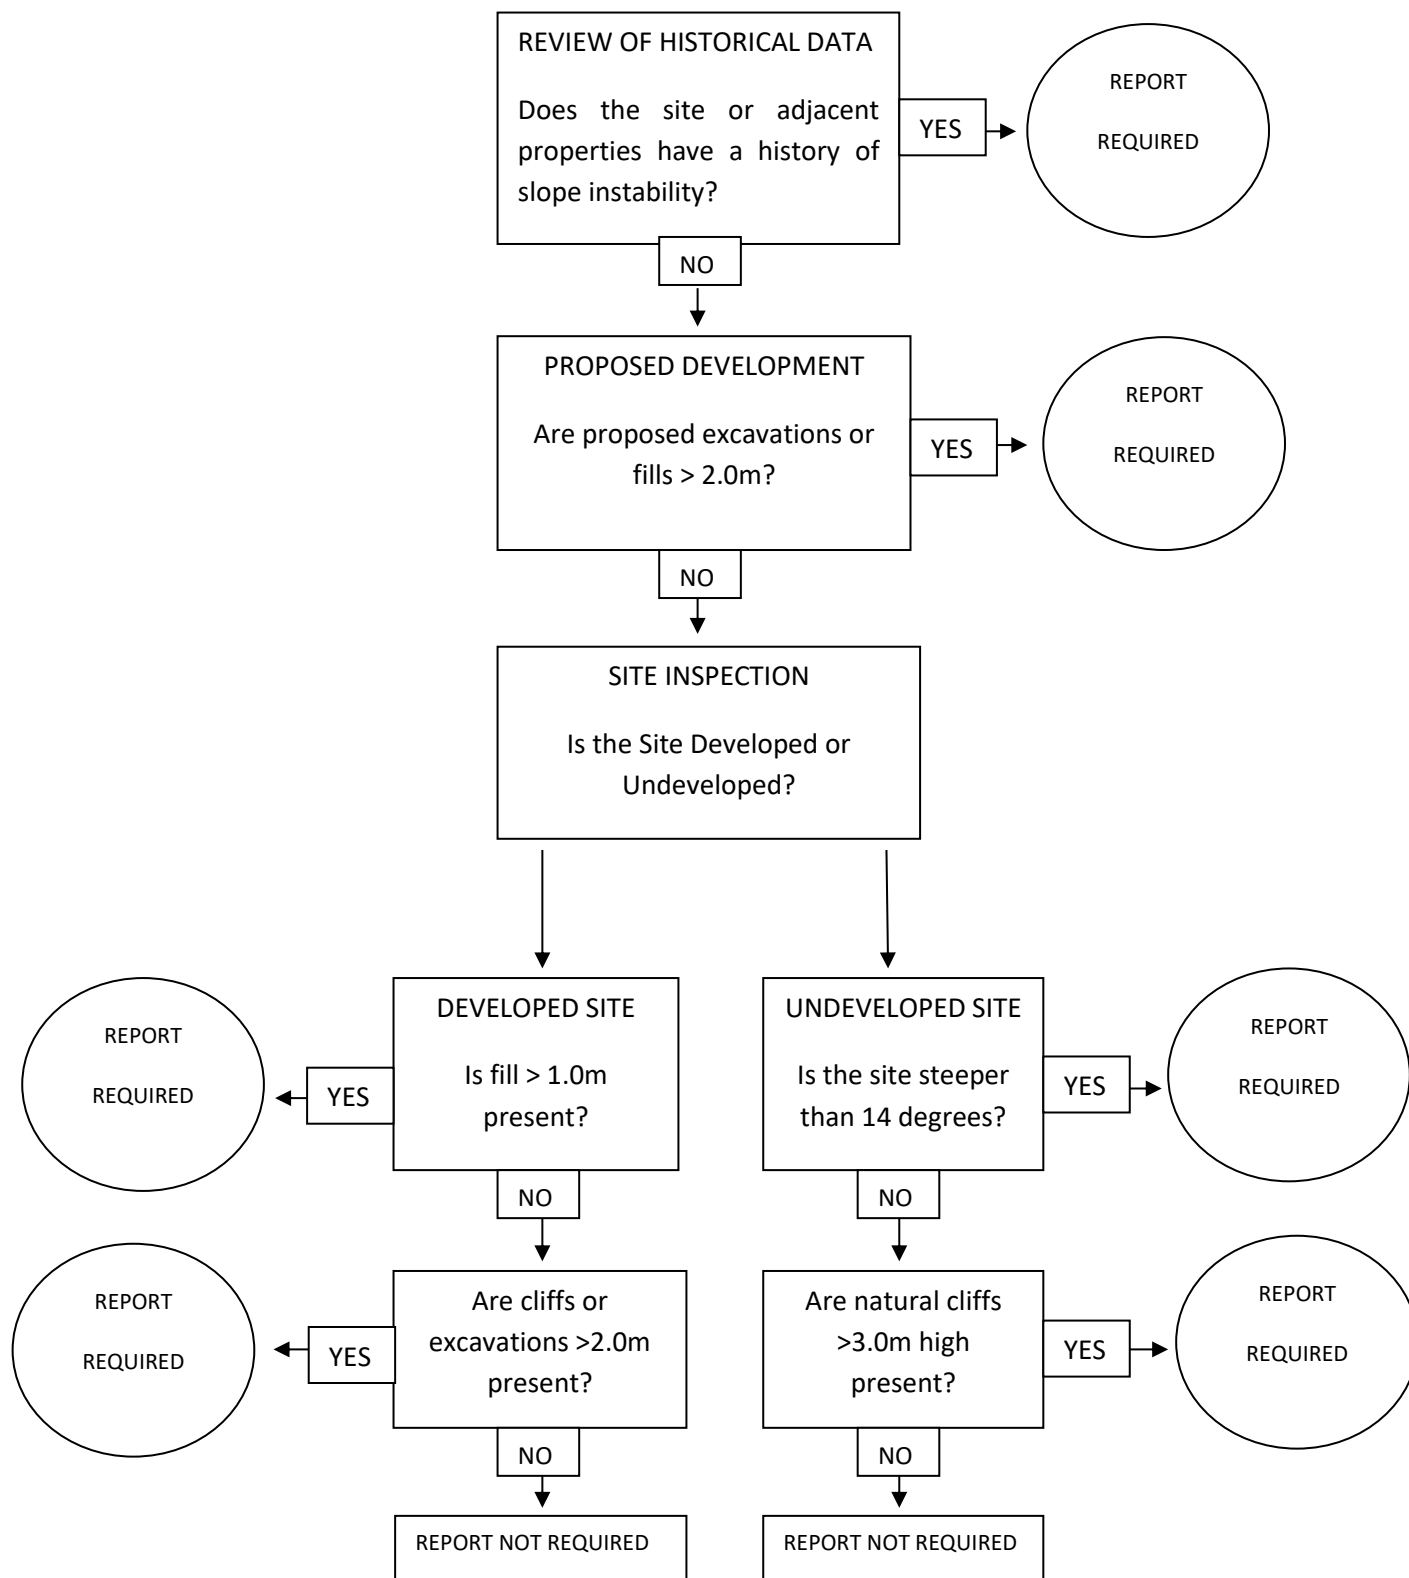 REVIEW OF HISTORICAL DATA
Does the site or adjacent
properties have a history of
slope instability?
YES
REPORT
REQUIRED
NO
PROPOSED DEVELOPMENT
Are proposed excavations or
fills > 2.0m?
YES
REPORT
REQUIRED
NO
SITE INSPECTION
Is the Site Developed or
Undeveloped?
REPORT
REQUIRED
YES
DEVELOPED SITE
Is fill > 1.0m
present?
NO
UNDEVELOPED SITE
Is the site steeper
than 14 degrees?
YES
REPORT
REQUIRED
NO
REPORT
REQUIRED
YES
Are cliffs or
excavations >2.0m
present?
NO
REPORT NOT REQUIRED
Are natural cliffs
>3.0m high
present?
YES
REPORT
REQUIRED
NO
REPORT NOT REQUIRED